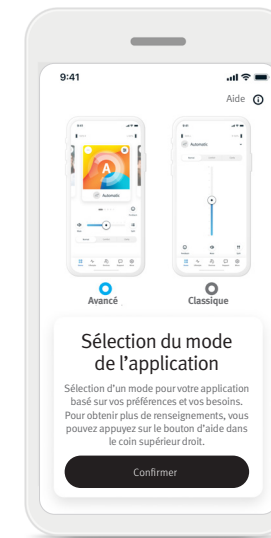 9:41
Aide
Automatic
A
Automatic
Avancé
Classique
Sélection du mode
de l'application
Sélection d'un mode pour votre application
basé sur vos préférences et vos besoins.
Pour obtenir plus de renseignements, vous
pouvez appuyez sur le bouton d'aide dans
le coin supérieur droit.
Confirmer